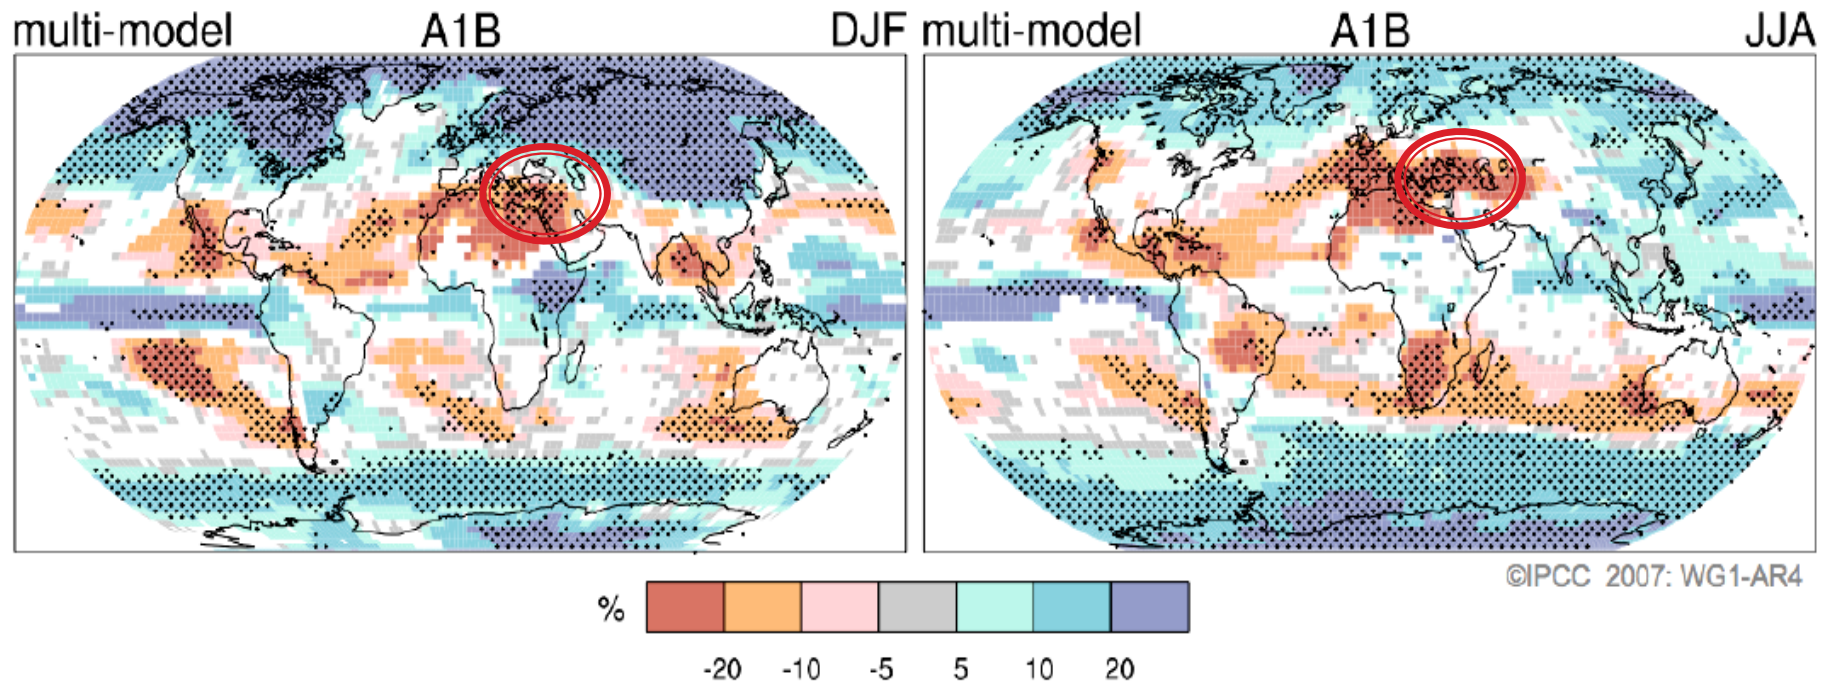 multi-model A1B DJF
multi-model A1B JJA
©IPCC 2007: WG1-AR4
%
-20 -10 -5 5 10 20